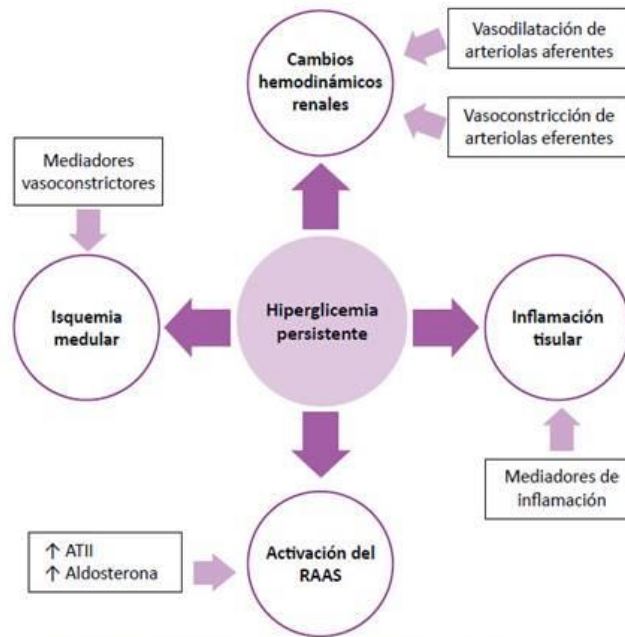 Vasodilatación de
arteriolas aferentes
Cambios
hemodinámicos
renales
Vasoconstricción de
arteriolas eferentes
Mediadores
vasoconstrictores
Isquemia
medular
Hiperglicemia
persistente
Inflamación
tisular
Mediadores de
inflamación
↑ ATII
↑ Aldosterona
Activación del
RAAS